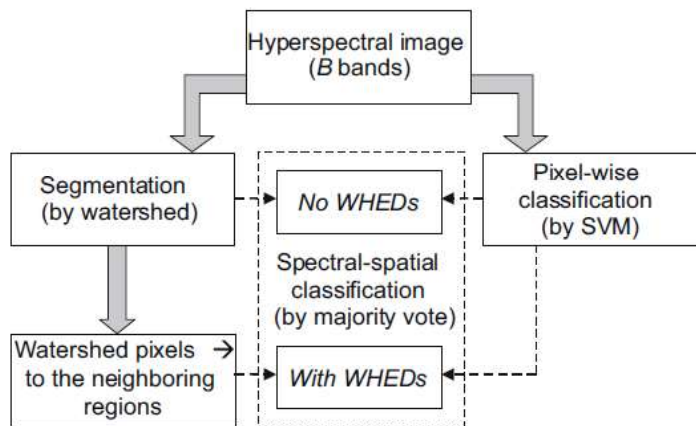 Hyperspectral image
(B bands)
Segmentation
(by watershed)
No WHEDs
Pixel-wise
classification
(by SVM)
Spectral-spatial
classification
(by majority vote)
Watershed pixels →
to the neighboring
regions
With WHEDs